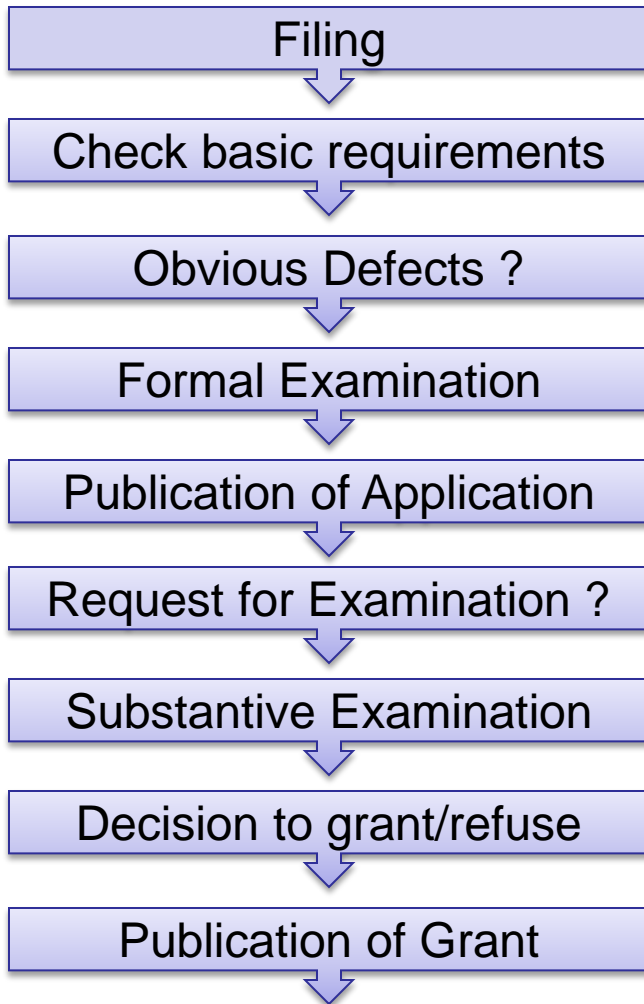 Filing
Check basic requirements
Obvious Defects ?
Formal Examination
Publication of Application
Request for Examination ?
Substantive Examination
Decision to grant/refuse
Publication of Grant